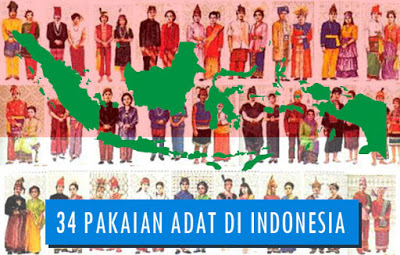 34 PAKAIAN ADAT DI INDONESIA